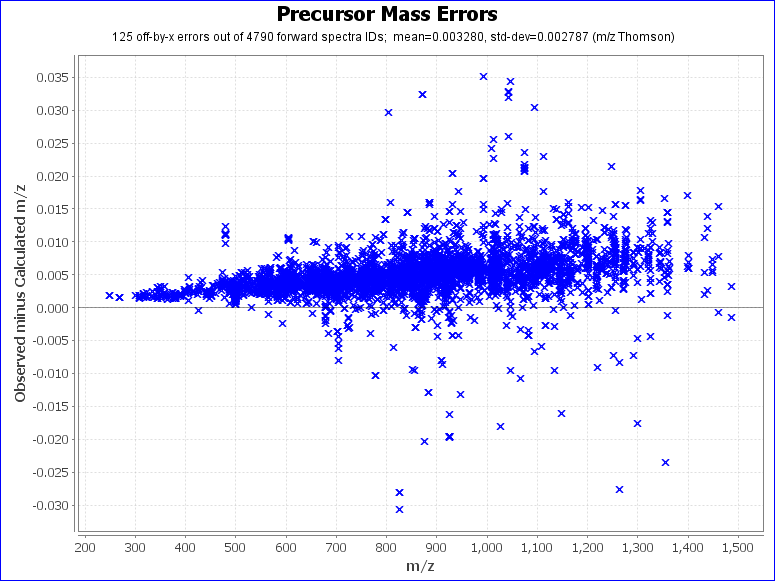 Precursor Mass Errors
125 off-by-x errors out of 4790 forward spectra IDs; mean=0.003280, std-dev=0.002787 (m/z Thomson)
Observed minus Calculated m/z
0.035
0.030
0.025
0.020
0.015
0.010
0.005
0.000
-0.005
-0.010
-0.015
-0.020
-0.025
-0.030
200 300 400 500 600 700 800 900 1,000 1,100 1,200 1,300 1,400 1,500
m/z